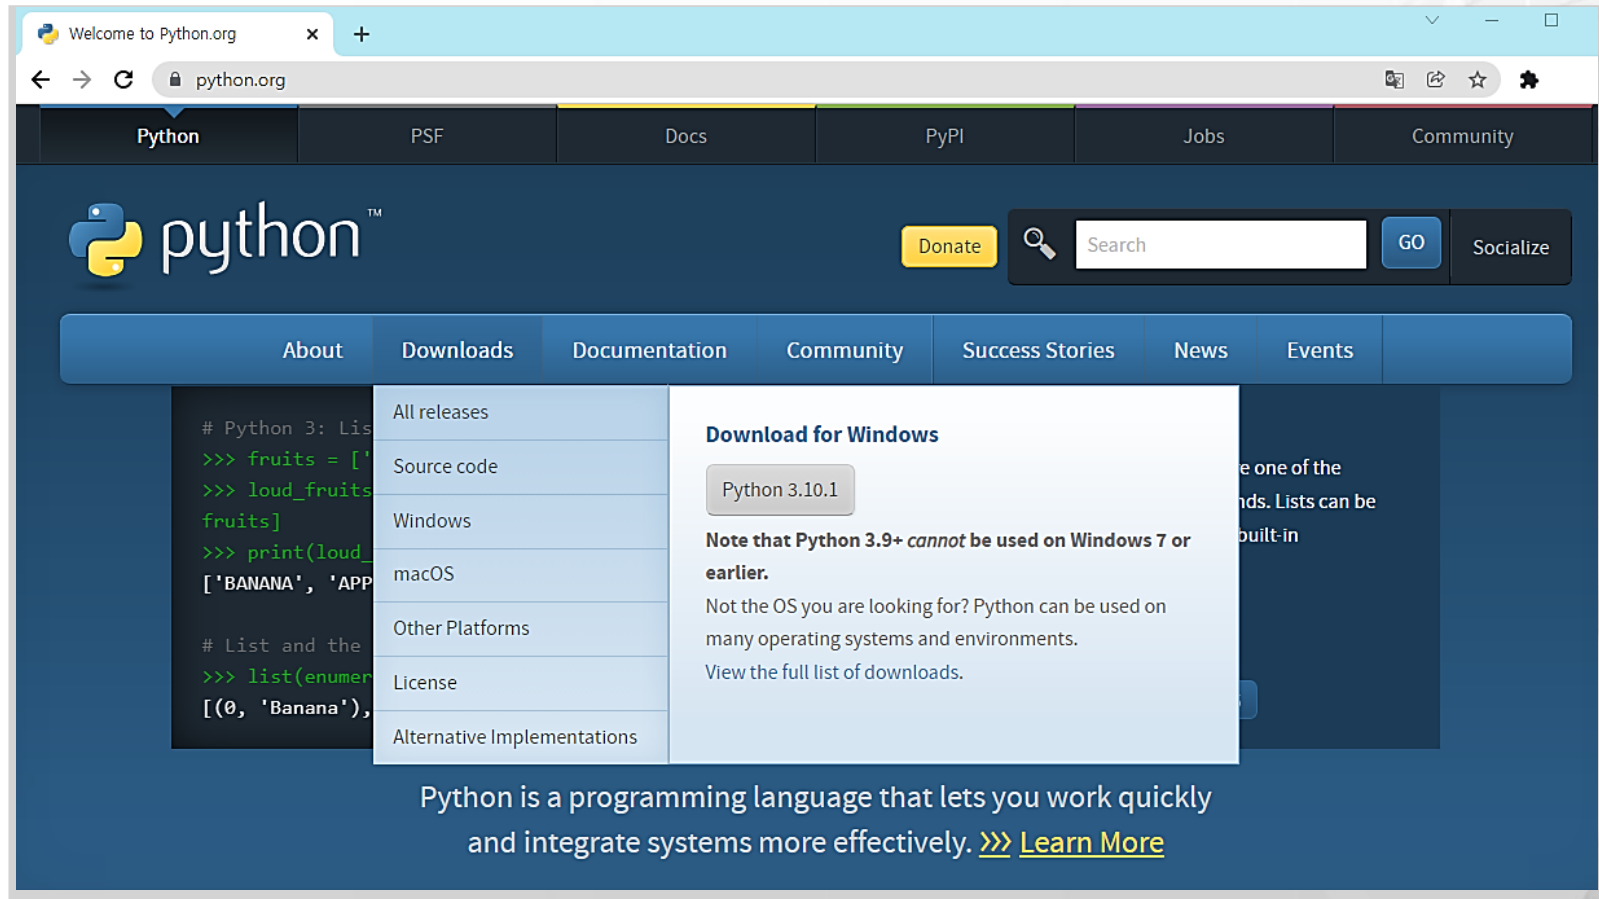 Welcome to Python.org
python.org
Python PSF Docs PyPI Jobs Community
python™
Donate Search GO Socialize
About Downloads Documentation Community Success Stories News Events
All releases
Source code
Windows
macOS
Other Platforms
License
Alternative Implementations
Download for Windows
Python 3.10.1
Note that Python 3.9+ cannot be used on Windows 7 or
earlier.
Not the OS you are looking for? Python can be used on
many operating systems and environments.
View the full list of downloads.
# Python 3: Lis
>>> fruits = ['
>>> loud_fruits
fruits]
>>> print(loud_
['BANANA', 'APP
# List and the
>>> list(enumer
[(0, 'Banana'),
e one of the
nds. Lists can be
built-in
Python is a programming language that lets you work quickly
and integrate systems more effectively. >>> Learn More